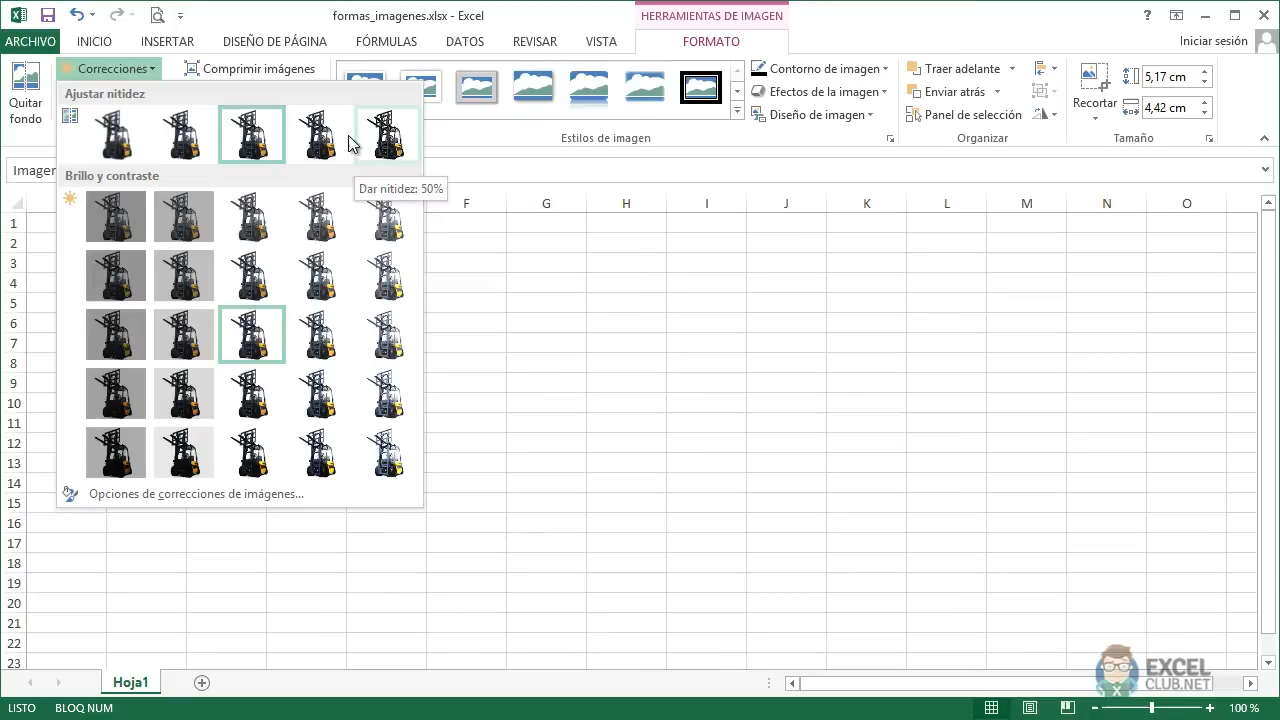 formas_imagenes.xlsx - Excel
HERRAMIENTAS DE IMAGEN
?
ARCHIVO INICIO INSERTAR DISEÑO DE PÁGINA FÓRMULAS DATOS REVISAR VISTA FORMATO
Iniciar sesión
Quitar fondo
Correcciones
Comprimir imágenes
Contorno de imagen
Efectos de la imagen
Diseño de imagen
Estilos de imagen
Traer adelante
Enviar atrás
Panel de selección
Organizar
Recortar
5,17 cm
4,42 cm
Tamaño
Imagen
Ajustar nitidez
Dar nitidez: 50%
Brillo y contraste
Opciones de correcciones de imágenes...
F G H I J K L M N O
1
2
3
4
5
6
7
8
9
10
11
12
13
14
15
16
17
18
19
20
21
22
23
Hoja1
EXCEL
CLUB.NET
LISTO BLOQ NUM
100 %